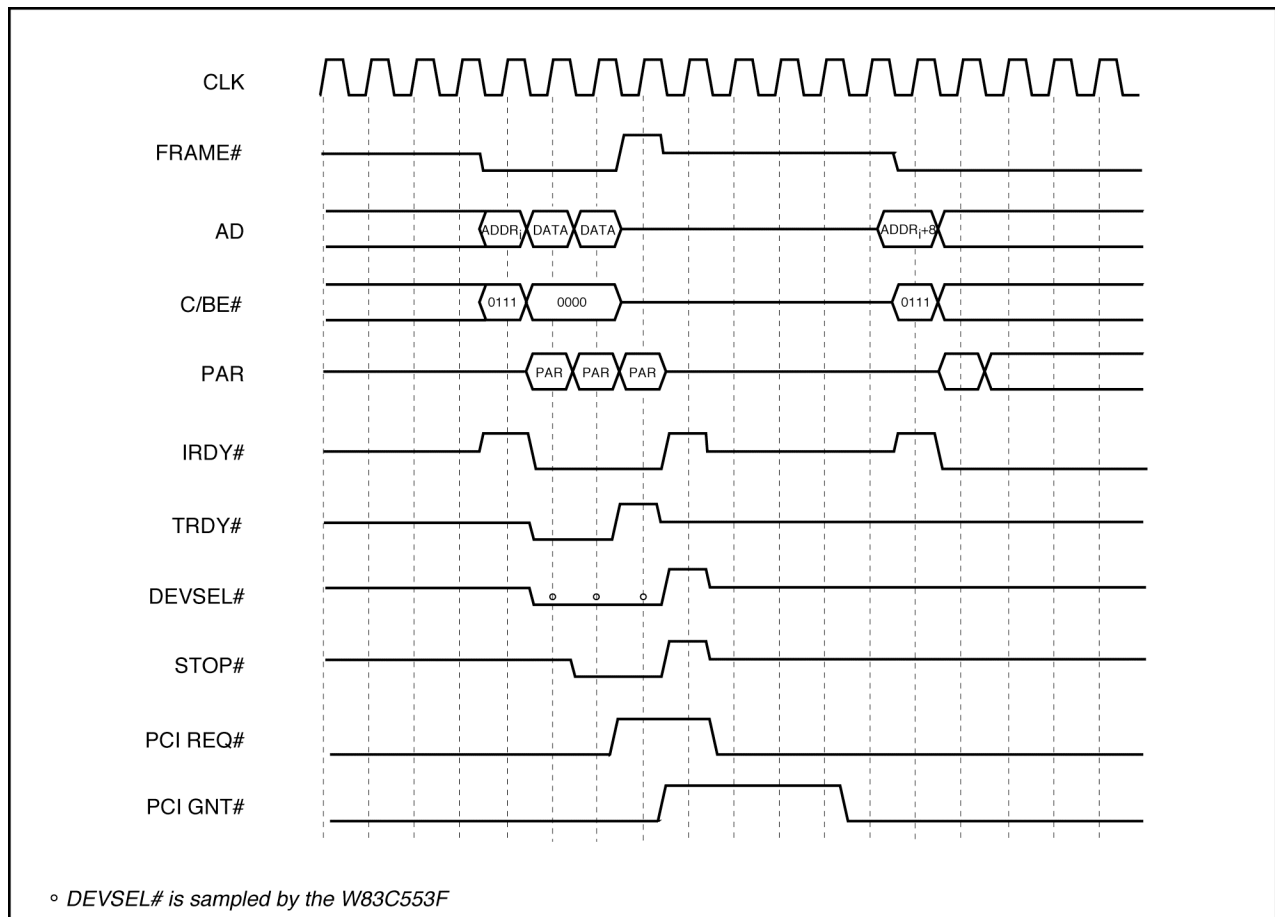 CLK
FRAME#
AD
ADDRi DATA DATA ADDRi+8
C/BE#
0111 0000 0111
PAR
PAR PAR PAR
IRDY#
TRDY#
DEVSEL#
STOP#
PCI REQ#
PCI GNT#
° DEVSEL# is sampled by the W83C553F